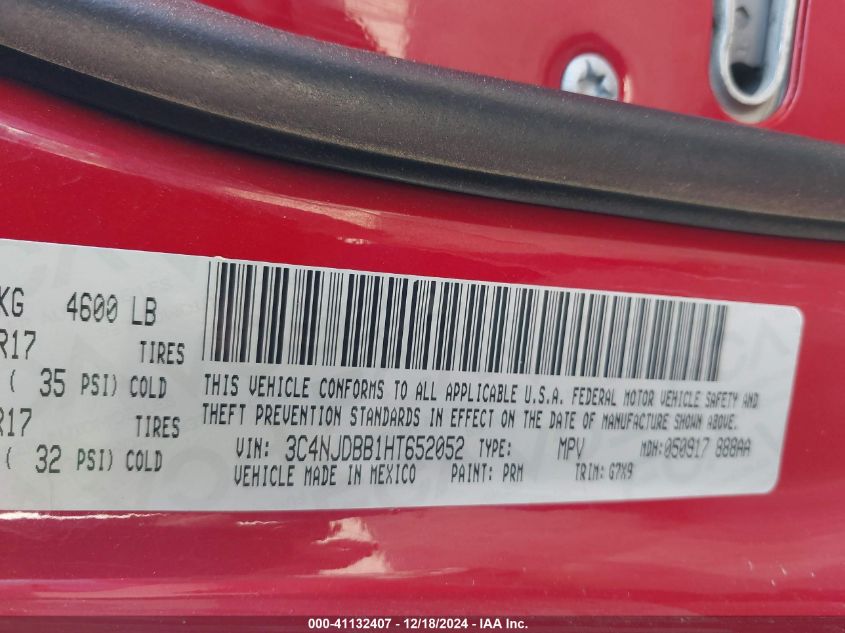 KG 4600 LB
R17 TIRES
( 35 PSI) COLD
R17 TIRES
( 32 PSI) COLD
THIS VEHICLE CONFORMS TO ALL APPLICABLE U.S.A. FEDERAL MOTOR VEHICLE SAFETY AND
THEFT PREVENTION STANDARDS IN EFFECT ON THE DATE OF MANUFACTURE SHOWN ABOVE.
VIN: 3C4NJDBB1HT652052 TYPE: MPV MDH:050917 888AA
VEHICLE MADE IN MEXICO PAINT: PRM TRIM: G7X9
000-41132407 - 12/18/2024 - IAA Inc.